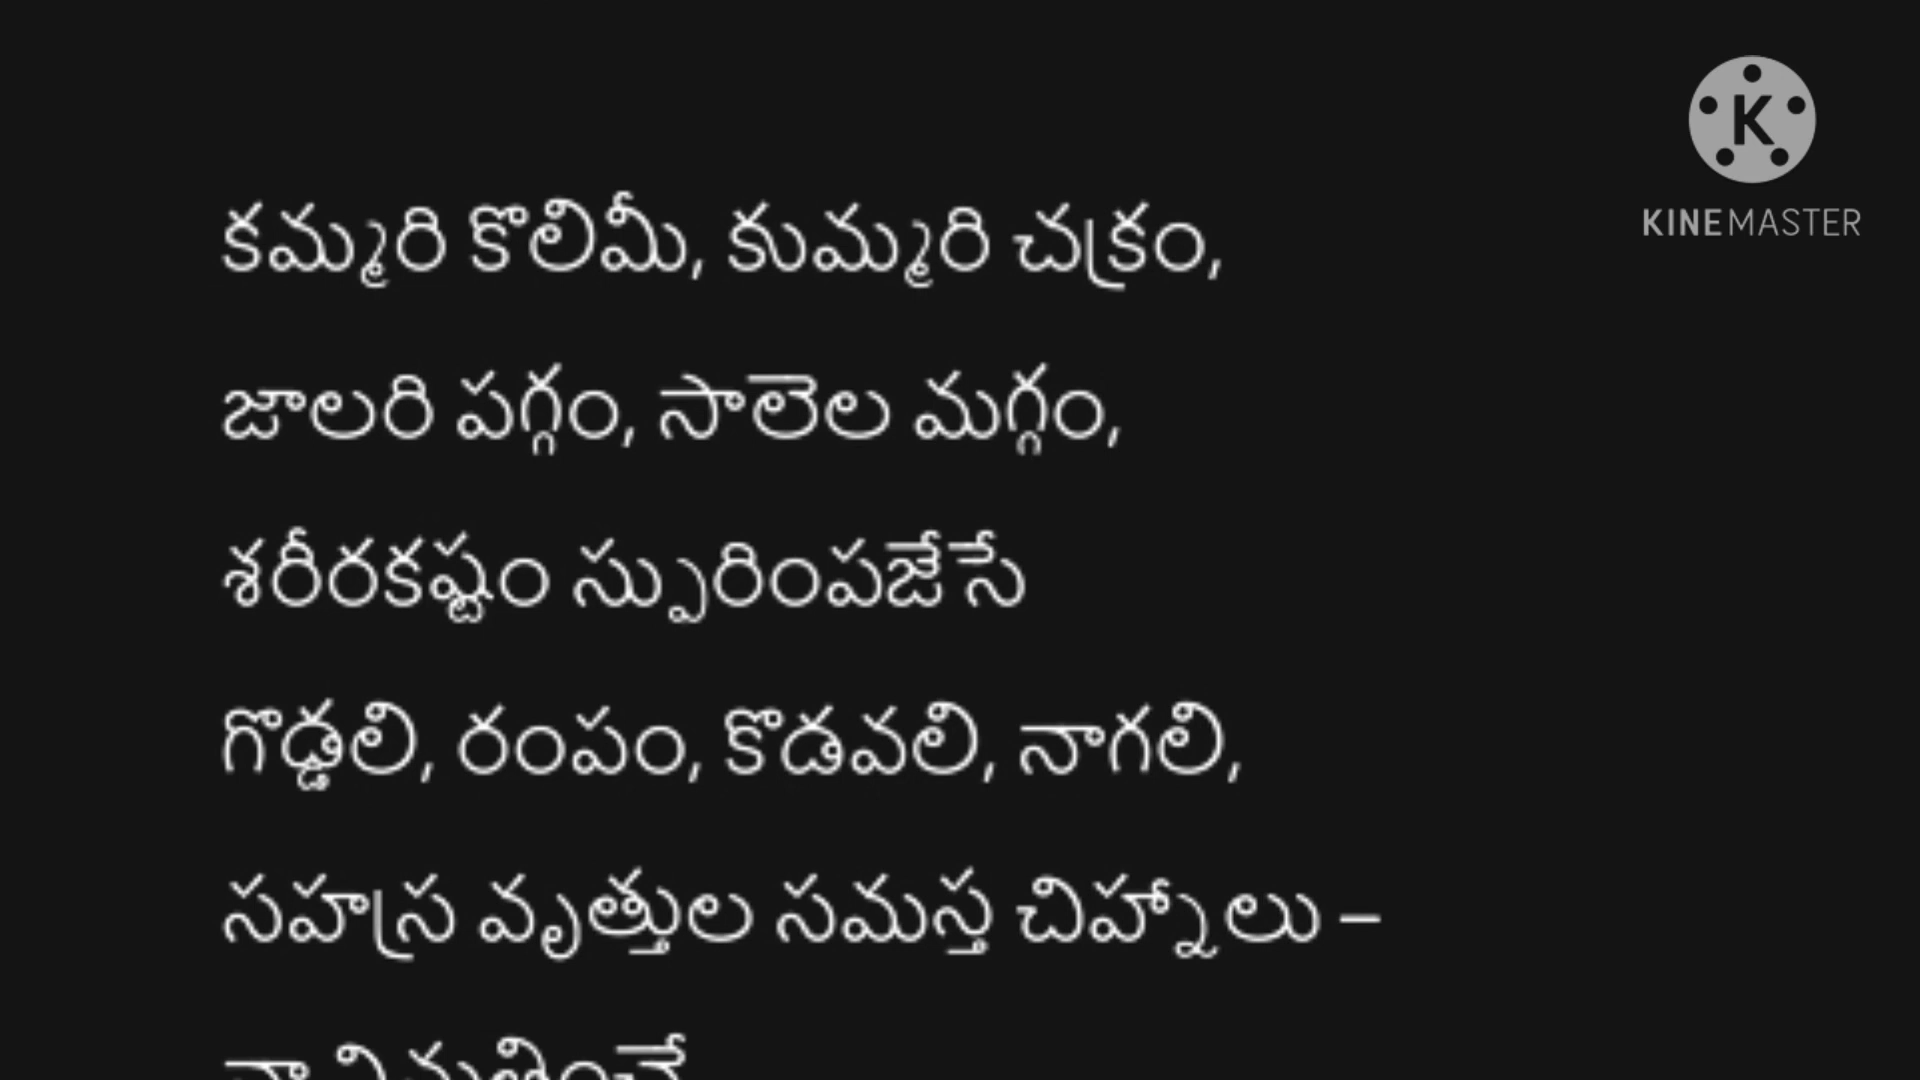 K
KINEMASTER
కమ్మరి కొలిమీ, కుమ్మరి చక్రం,
జాలరి పగ్గం, సాలెల మగ్గం,
శరీరకష్టం స్పురింపజేసే
గొడ్డలి, రంపం, కొడవలి, నాగలి,
సహస్ర వృత్తుల సమస్త చిహ్నాలు –